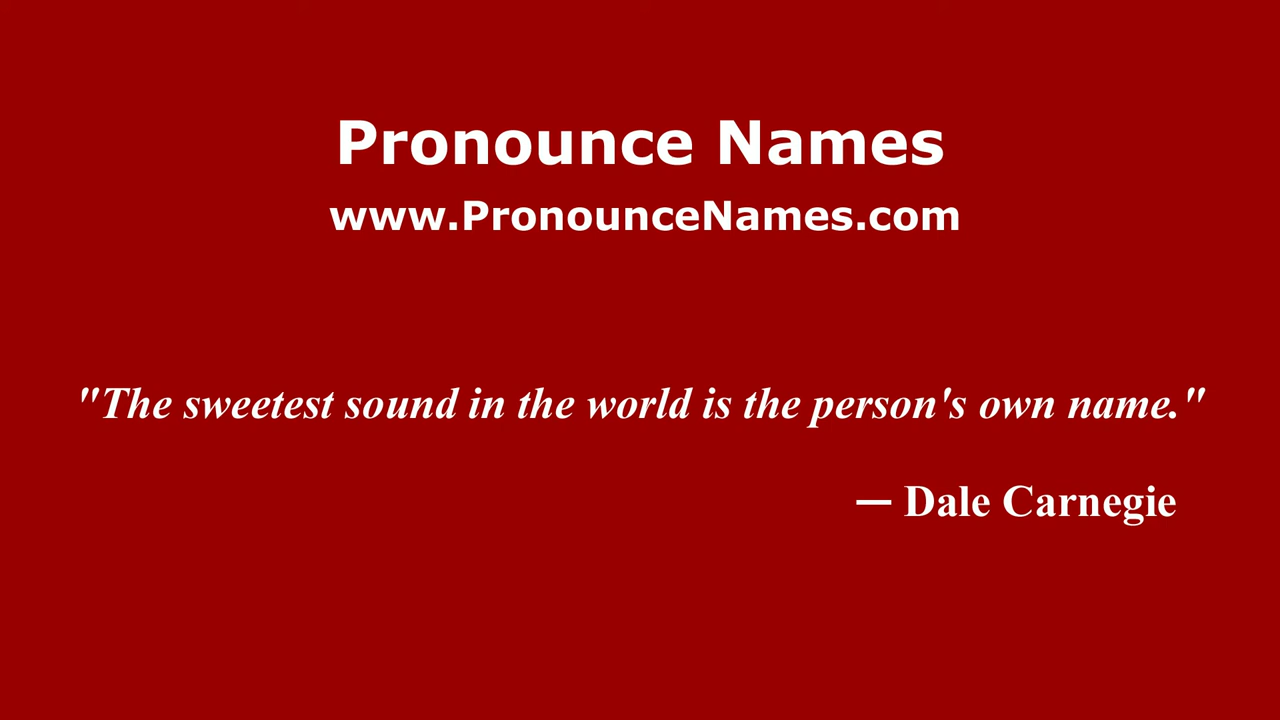 Pronounce Names
www.PronounceNames.com
"The sweetest sound in the world is the person's own name."
— Dale Carnegie